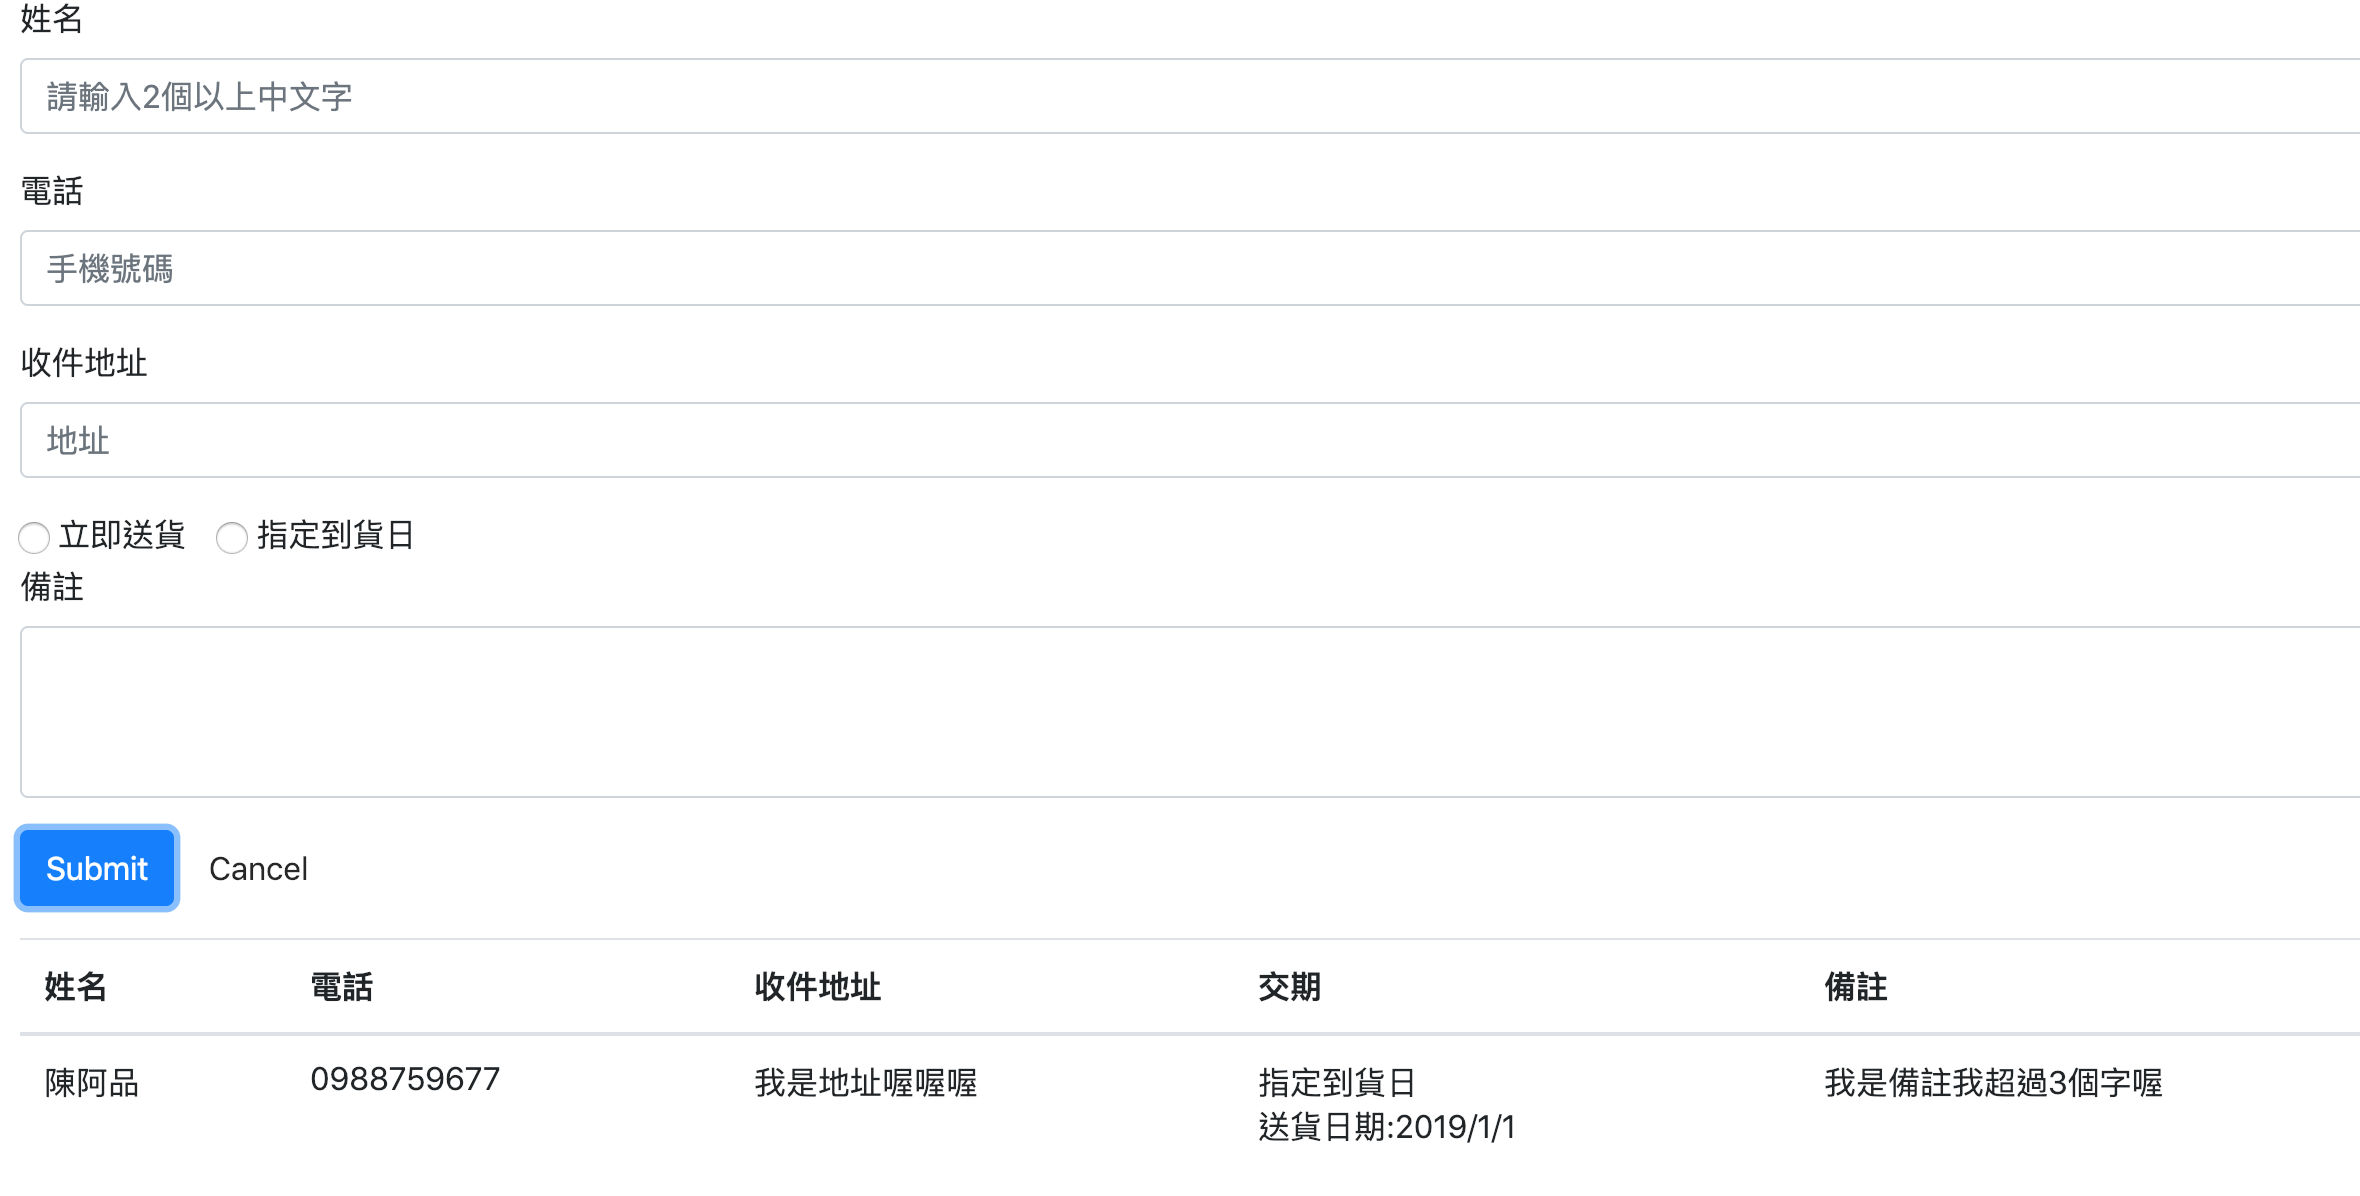 姓名
請輸入2個以上中文字
電話
手機號碼
收件地址
地址
立即送貨 指定到貨日
備註
Submit Cancel
姓名 電話 收件地址 交期 備註
陳阿品 0988759677 我是地址喔喔喔 指定到貨日 我是備註我超過3個字喔
送貨日期:2019/1/1